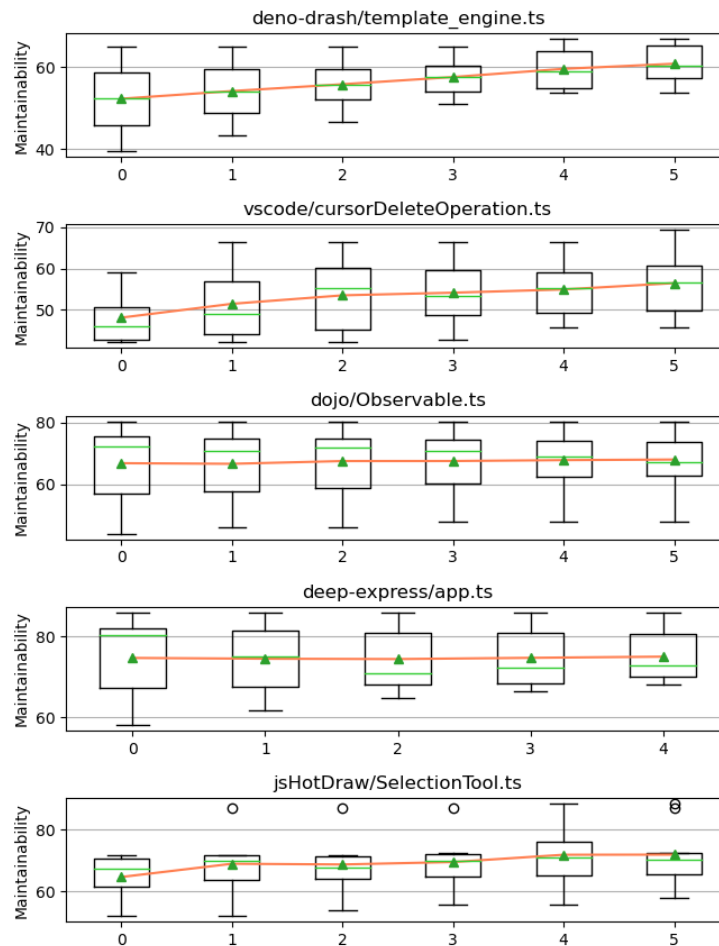 deno-drash/template_engine.ts
Maintainability
60
40
0 1 2 3 4 5
vscode/cursorDeleteOperation.ts
Maintainability
70
60
50
0 1 2 3 4 5
dojo/Observable.ts
Maintainability
80
60
0 1 2 3 4 5
deep-express/app.ts
Maintainability
80
60
0 1 2 3 4
jsHotDraw/SelectionTool.ts
Maintainability
80
60
0 1 2 3 4 5